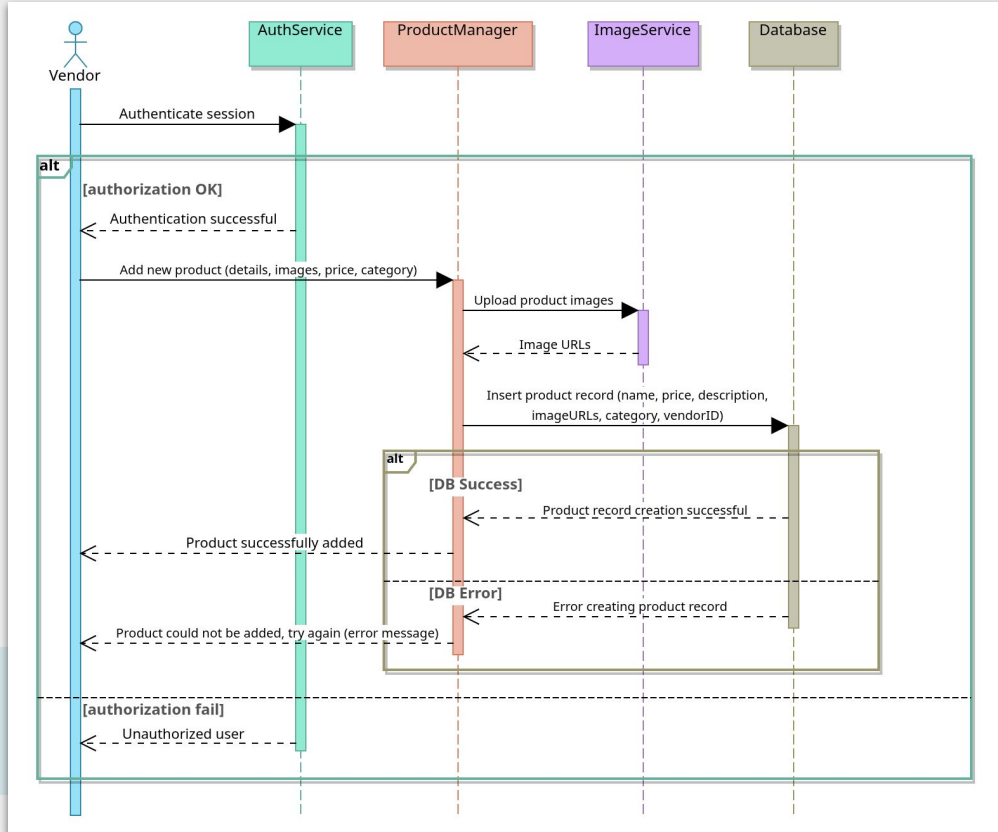 AuthService
ProductManager
ImageService
Database
Vendor
Authenticate session
alt
[authorization OK]
Authentication successful
Add new product (details, images, price, category)
Upload product images
Image URLs
Insert product record (name, price, description,
imageURLs, category, vendorID)
alt
[DB Success]
Product record creation successful
Product successfully added
[DB Error]
Error creating product record
Product could not be added, try again (error message)
[authorization fail]
Unauthorized user